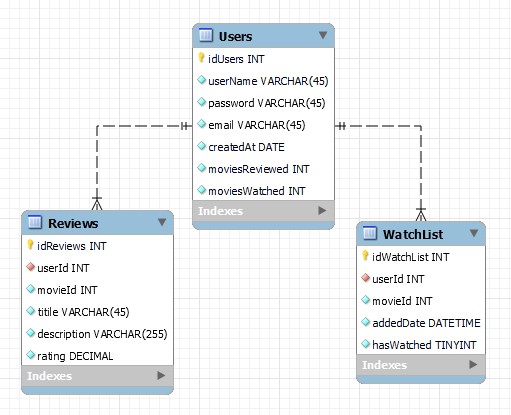 Users
idUsers INT
userName VARCHAR(45)
password VARCHAR(45)
email VARCHAR(45)
createdAt DATE
moviesReviewed INT
moviesWatched INT
Indexes
Reviews
idReviews INT
userId INT
movieId INT
titile VARCHAR(45)
description VARCHAR(255)
rating DECIMAL
Indexes
WatchList
idWatchList INT
userId INT
movieId INT
addedDate DATETIME
hasWatched TINYINT
Indexes